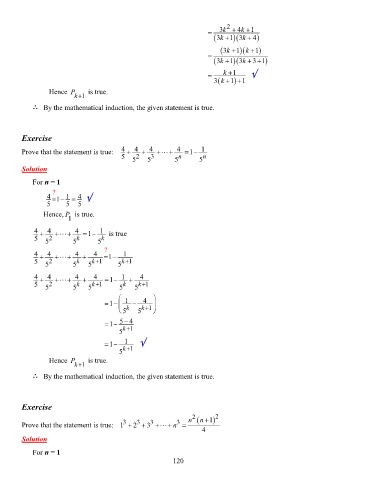 = \frac{3k^2+4k+1}{(3k+1)(3k+4)}
= \frac{(3k+1)(k+1)}{(3k+1)(3k+3+1)}
= \frac{k+1}{3(k+1)+1} √
Hence P_{k+1} is true.
∴ By the mathematical induction, the given statement is true.
Exercise
Prove that the statement is true: \frac{4}{5}+\frac{4}{5^2}+\frac{4}{5^3}+⋯+\frac{4}{5^n}=1-\frac{1}{5^n}
Solution
For n = 1
\frac{4}{5} \overset{?}{=} 1-\frac{1}{5}=\frac{4}{5} √
Hence, P_1 is true.
\frac{4}{5}+\frac{4}{5^2}+⋯+\frac{4}{5^k}=1-\frac{1}{5^k} is true
\frac{4}{5}+\frac{4}{5^2}+⋯+\frac{4}{5^k}+\frac{4}{5^{k+1}} \overset{?}{=} 1-\frac{1}{5^{k+1}}
\frac{4}{5}+\frac{4}{5^2}+⋯+\frac{4}{5^k}+\frac{4}{5^{k+1}}=1-\frac{1}{5^k}+\frac{4}{5^{k+1}}
=1-\left(\frac{1}{5^k}-\frac{4}{5^{k+1}}\right)
=1-\frac{5-4}{5^{k+1}}
=1-\frac{1}{5^{k+1}} √
Hence P_{k+1} is true.
∴ By the mathematical induction, the given statement is true.
Exercise
Prove that the statement is true: 1^3+2^3+3^3+⋯+n^3=\frac{n^2(n+1)^2}{4}
Solution
For n = 1
120